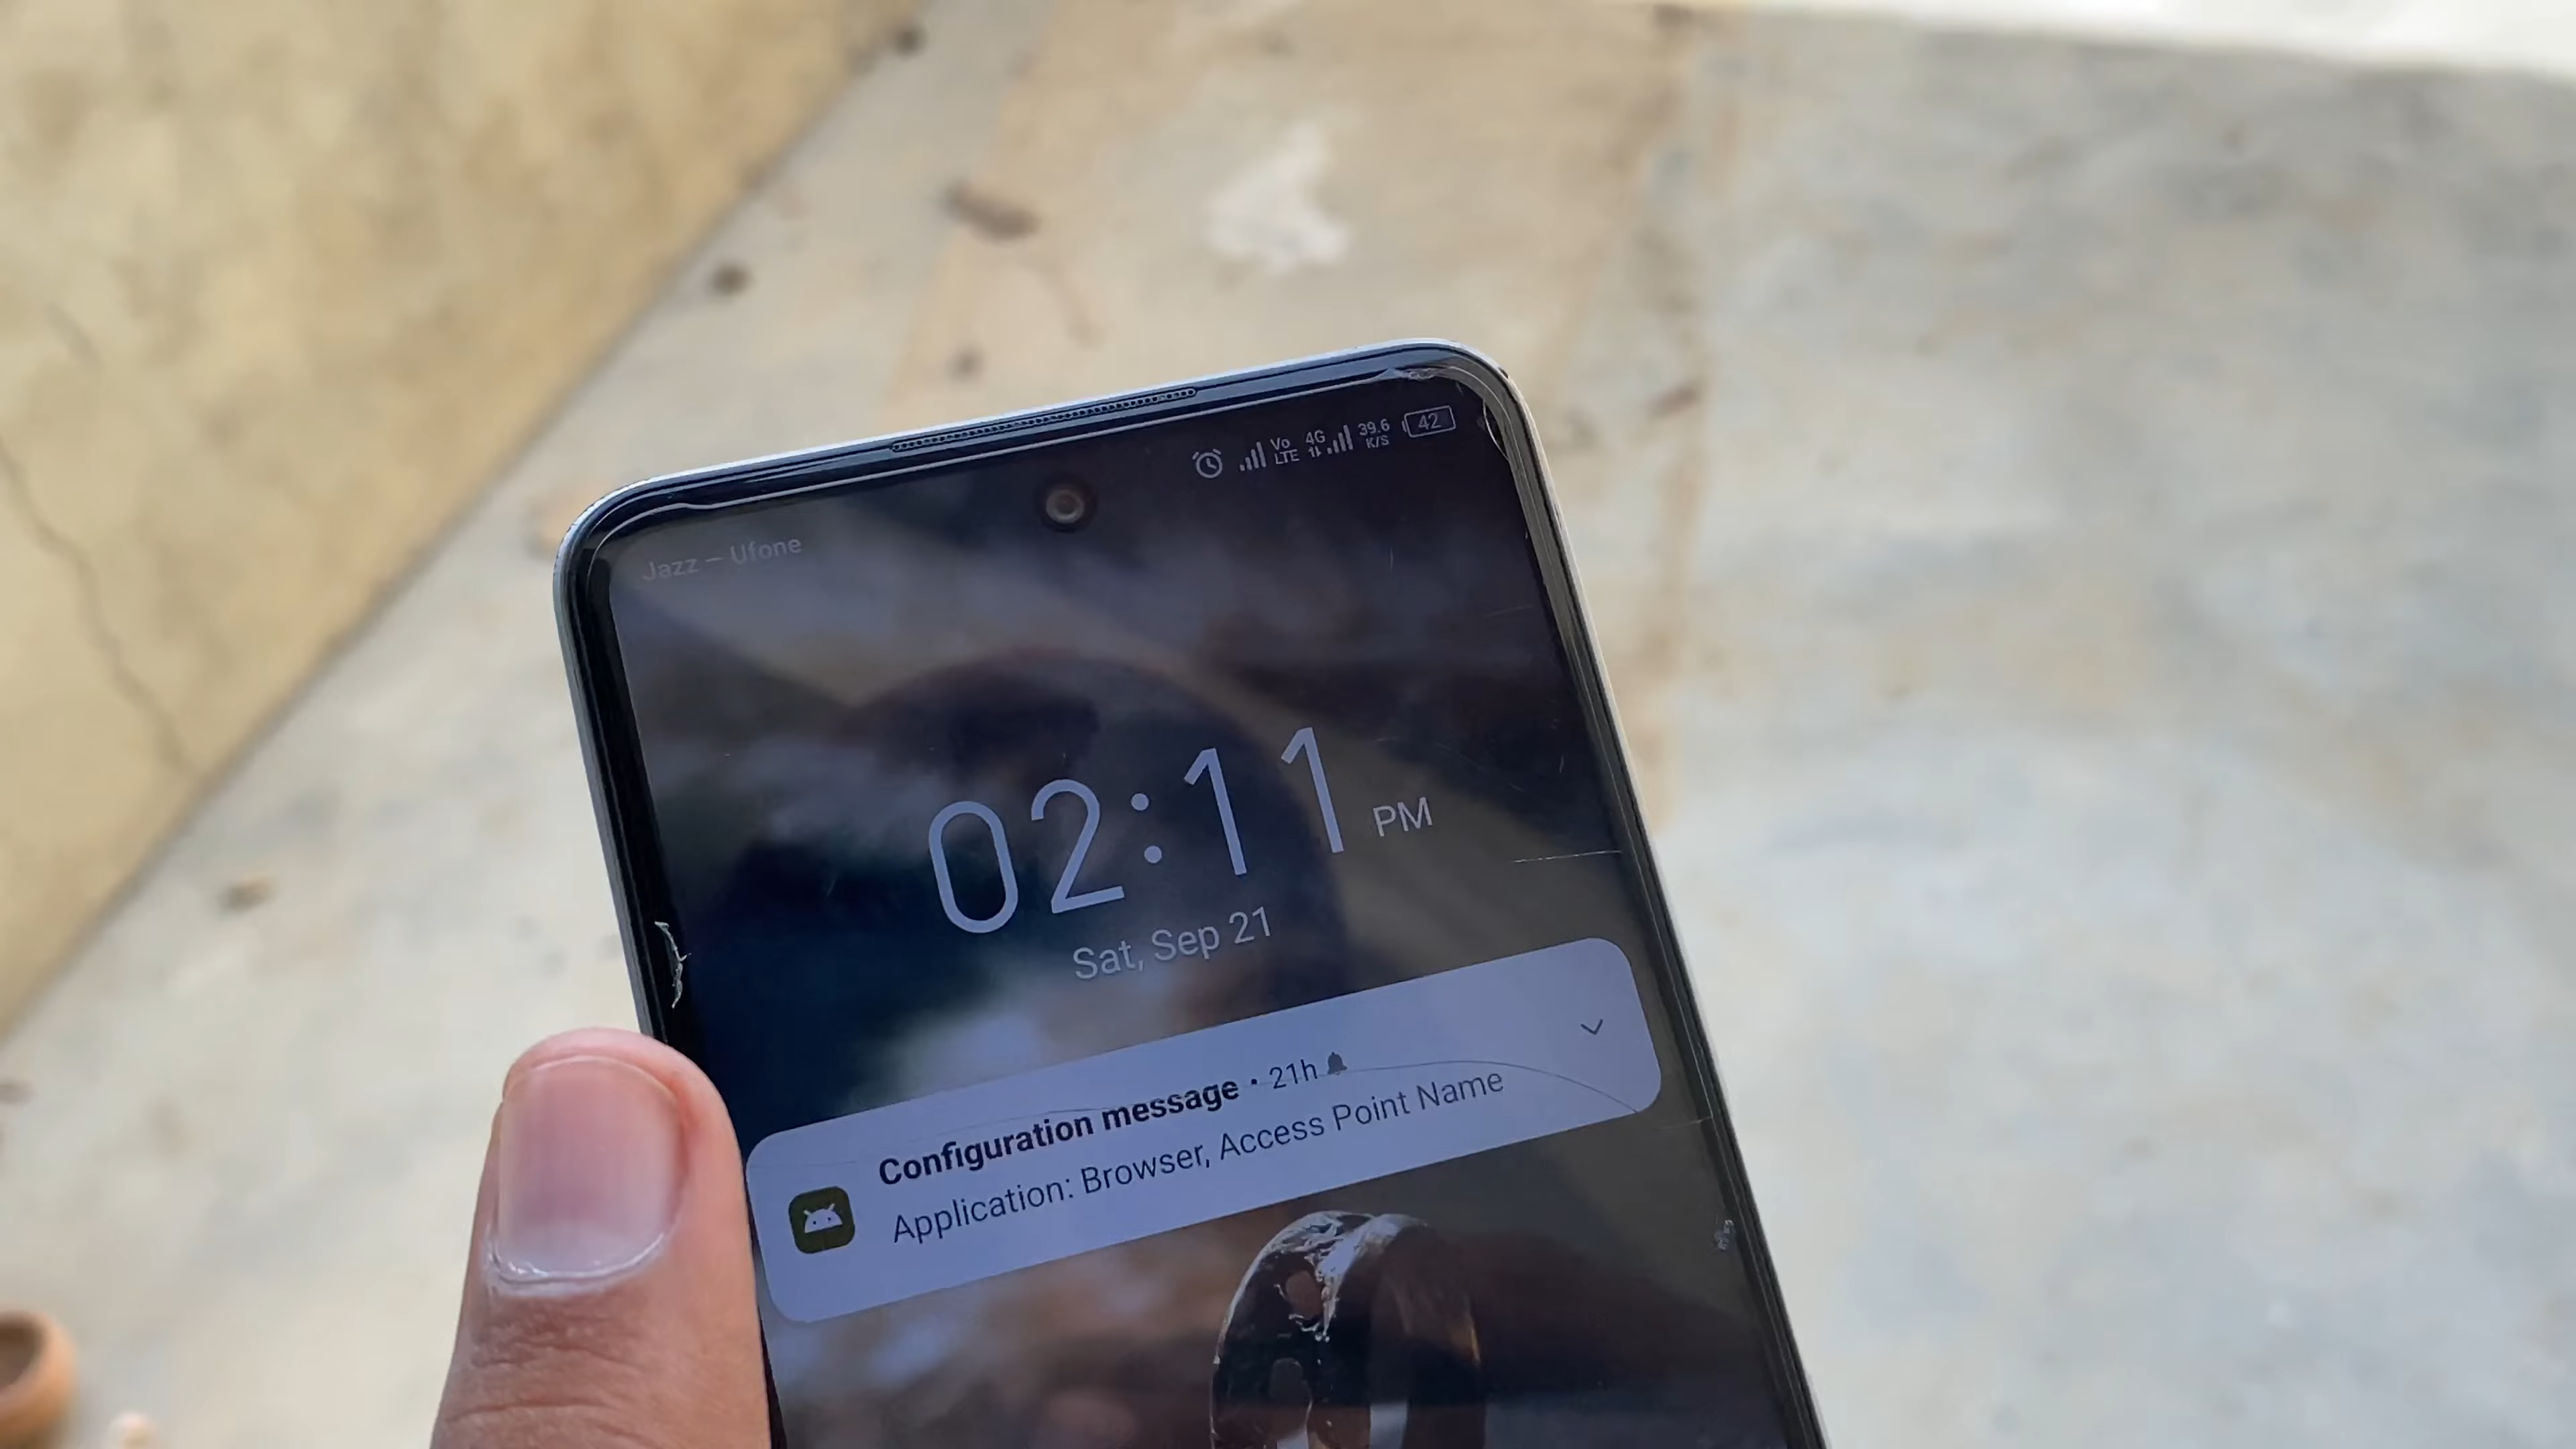 Vo LTE 4G 39.6 K/S 42
Jazz – Ufone
02:11 PM
Sat, Sep 21
Configuration message • 21h
Application: Browser, Access Point Name